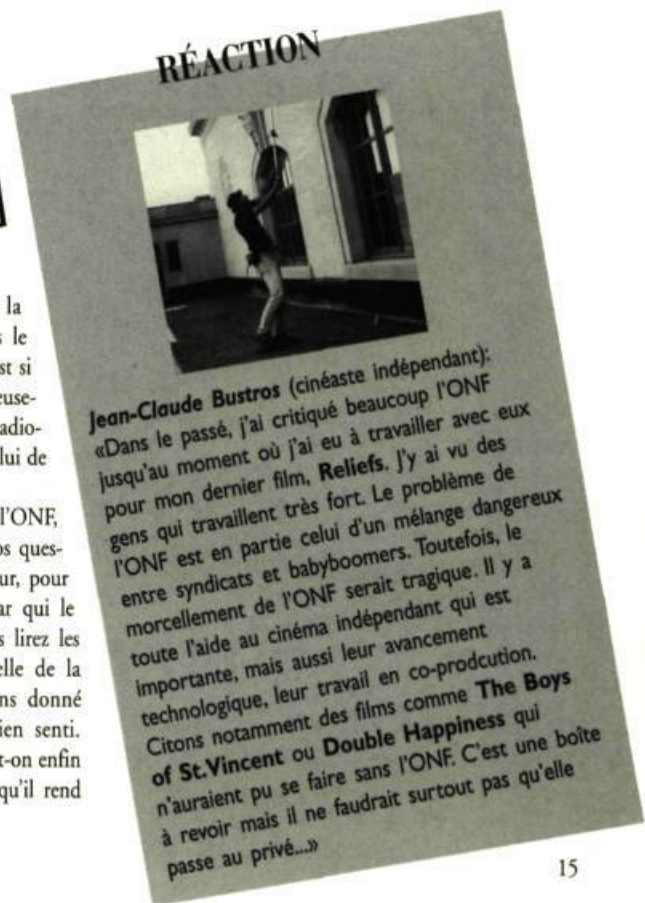 la
le
st si
euse-
adio-
lui de
l'ONF,
os ques-
ur, pour
ar qui le
s lirez les
elle de la
ns donné
ien senti.
t-on enfin
qu'il rend
RÉACTION
Jean-Claude Bustros (cinéaste indépendant):
«Dans le passé, j'ai critiqué beaucoup l'ONF
jusqu'au moment où j'ai eu à travailler avec eux
pour mon dernier film, Reliefs. J'y ai vu des
gens qui travaillent très fort. Le problème de
l'ONF est en partie celui d'un mélange dangereux
entre syndicats et babyboomers. Toutefois, le
morcellement de l'ONF serait tragique. Il y a
toute l'aide au cinéma indépendant qui est
importante, mais aussi leur avancement
technologique, leur travail en co-prodcution.
Citons notamment des films comme The Boys
of St.Vincent ou Double Happiness qui
n'auraient pu se faire sans l'ONF. C'est une boîte
à revoir mais il ne faudrait surtout pas qu'elle
passe au privé...»
15